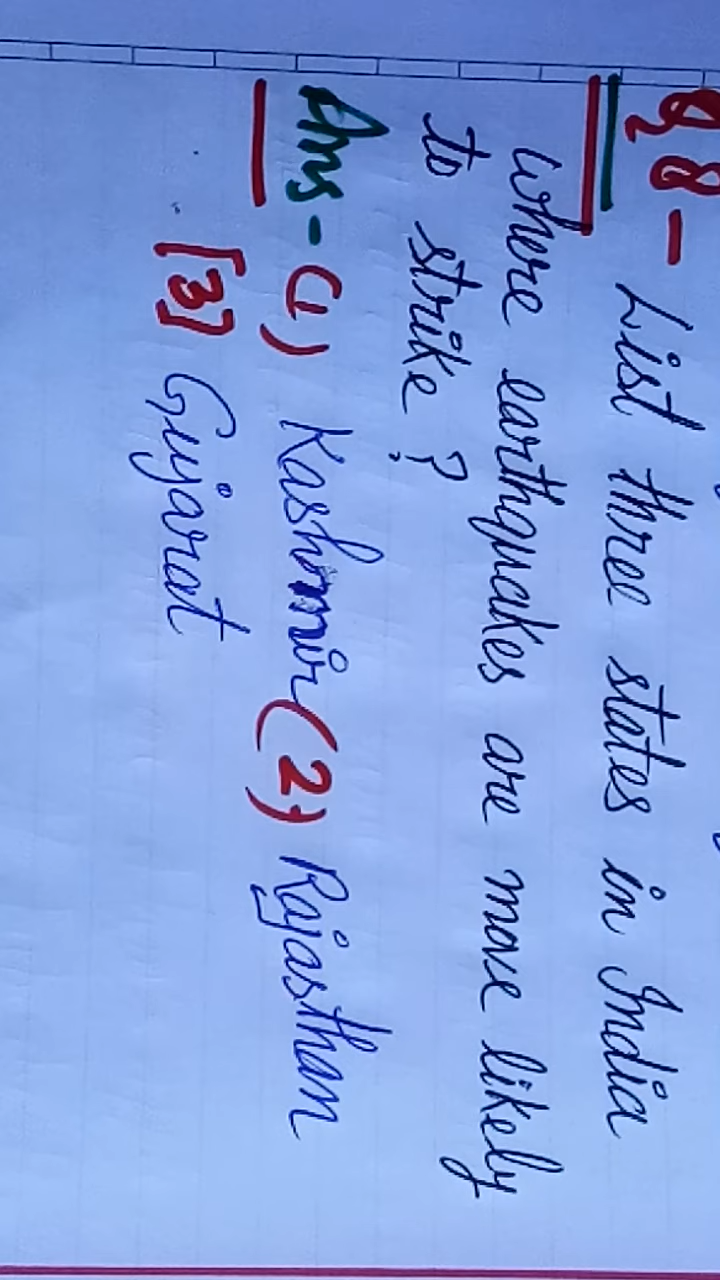 Q8- List three states in India
where earthquakes are more likely
to strike?
Ans- (1) Kashmir (2) Rajasthan
[3] Gujarat